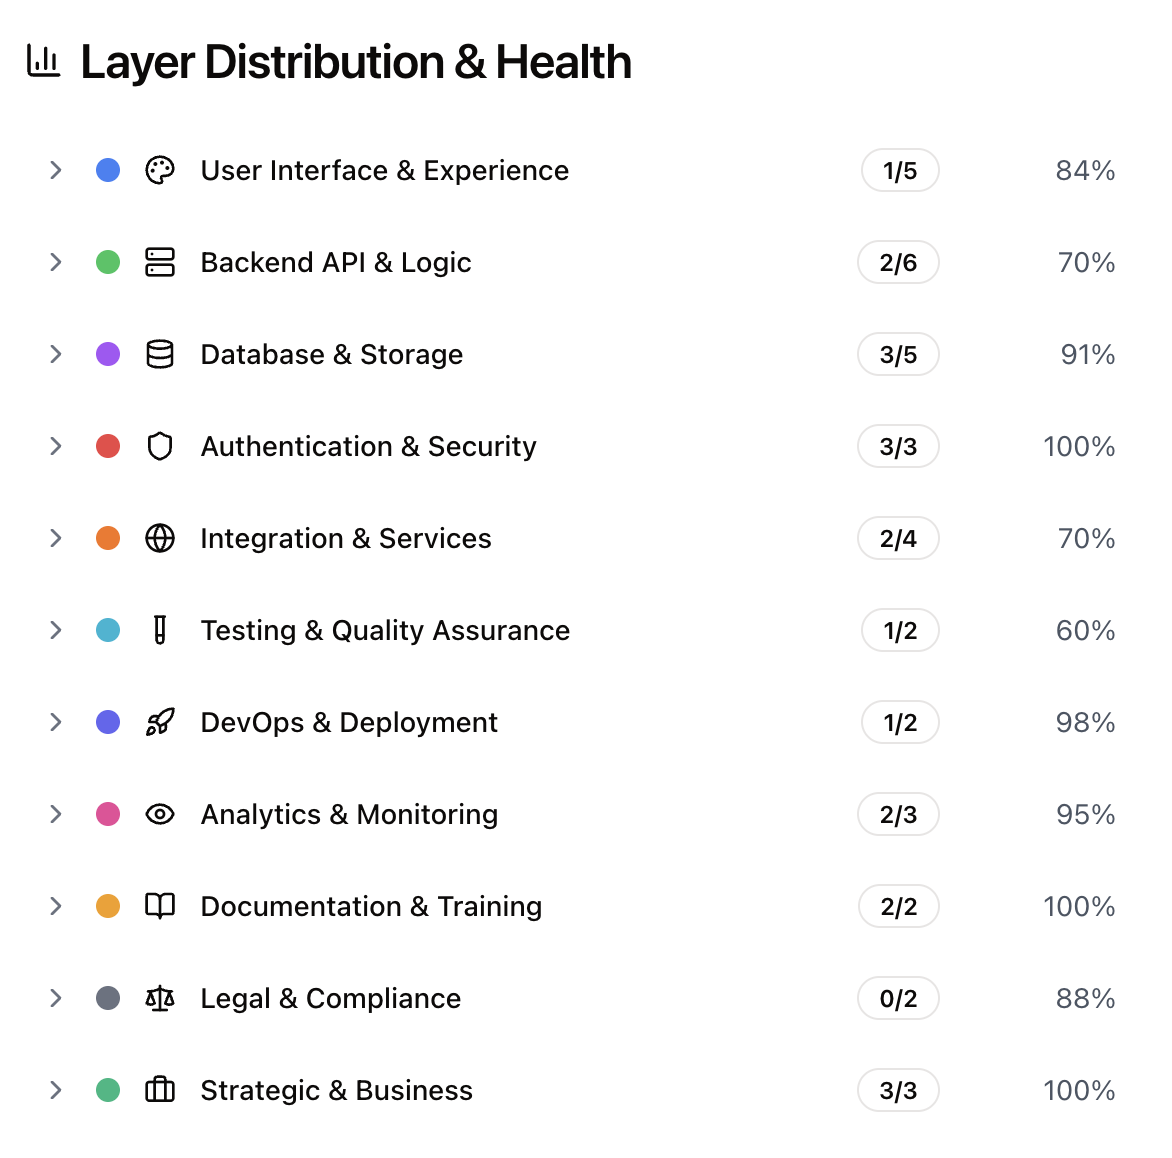 Layer Distribution & Health
User Interface & Experience 1/5 84%
Backend API & Logic 2/6 70%
Database & Storage 3/5 91%
Authentication & Security 3/3 100%
Integration & Services 2/4 70%
Testing & Quality Assurance 1/2 60%
DevOps & Deployment 1/2 98%
Analytics & Monitoring 2/3 95%
Documentation & Training 2/2 100%
Legal & Compliance 0/2 88%
Strategic & Business 3/3 100%